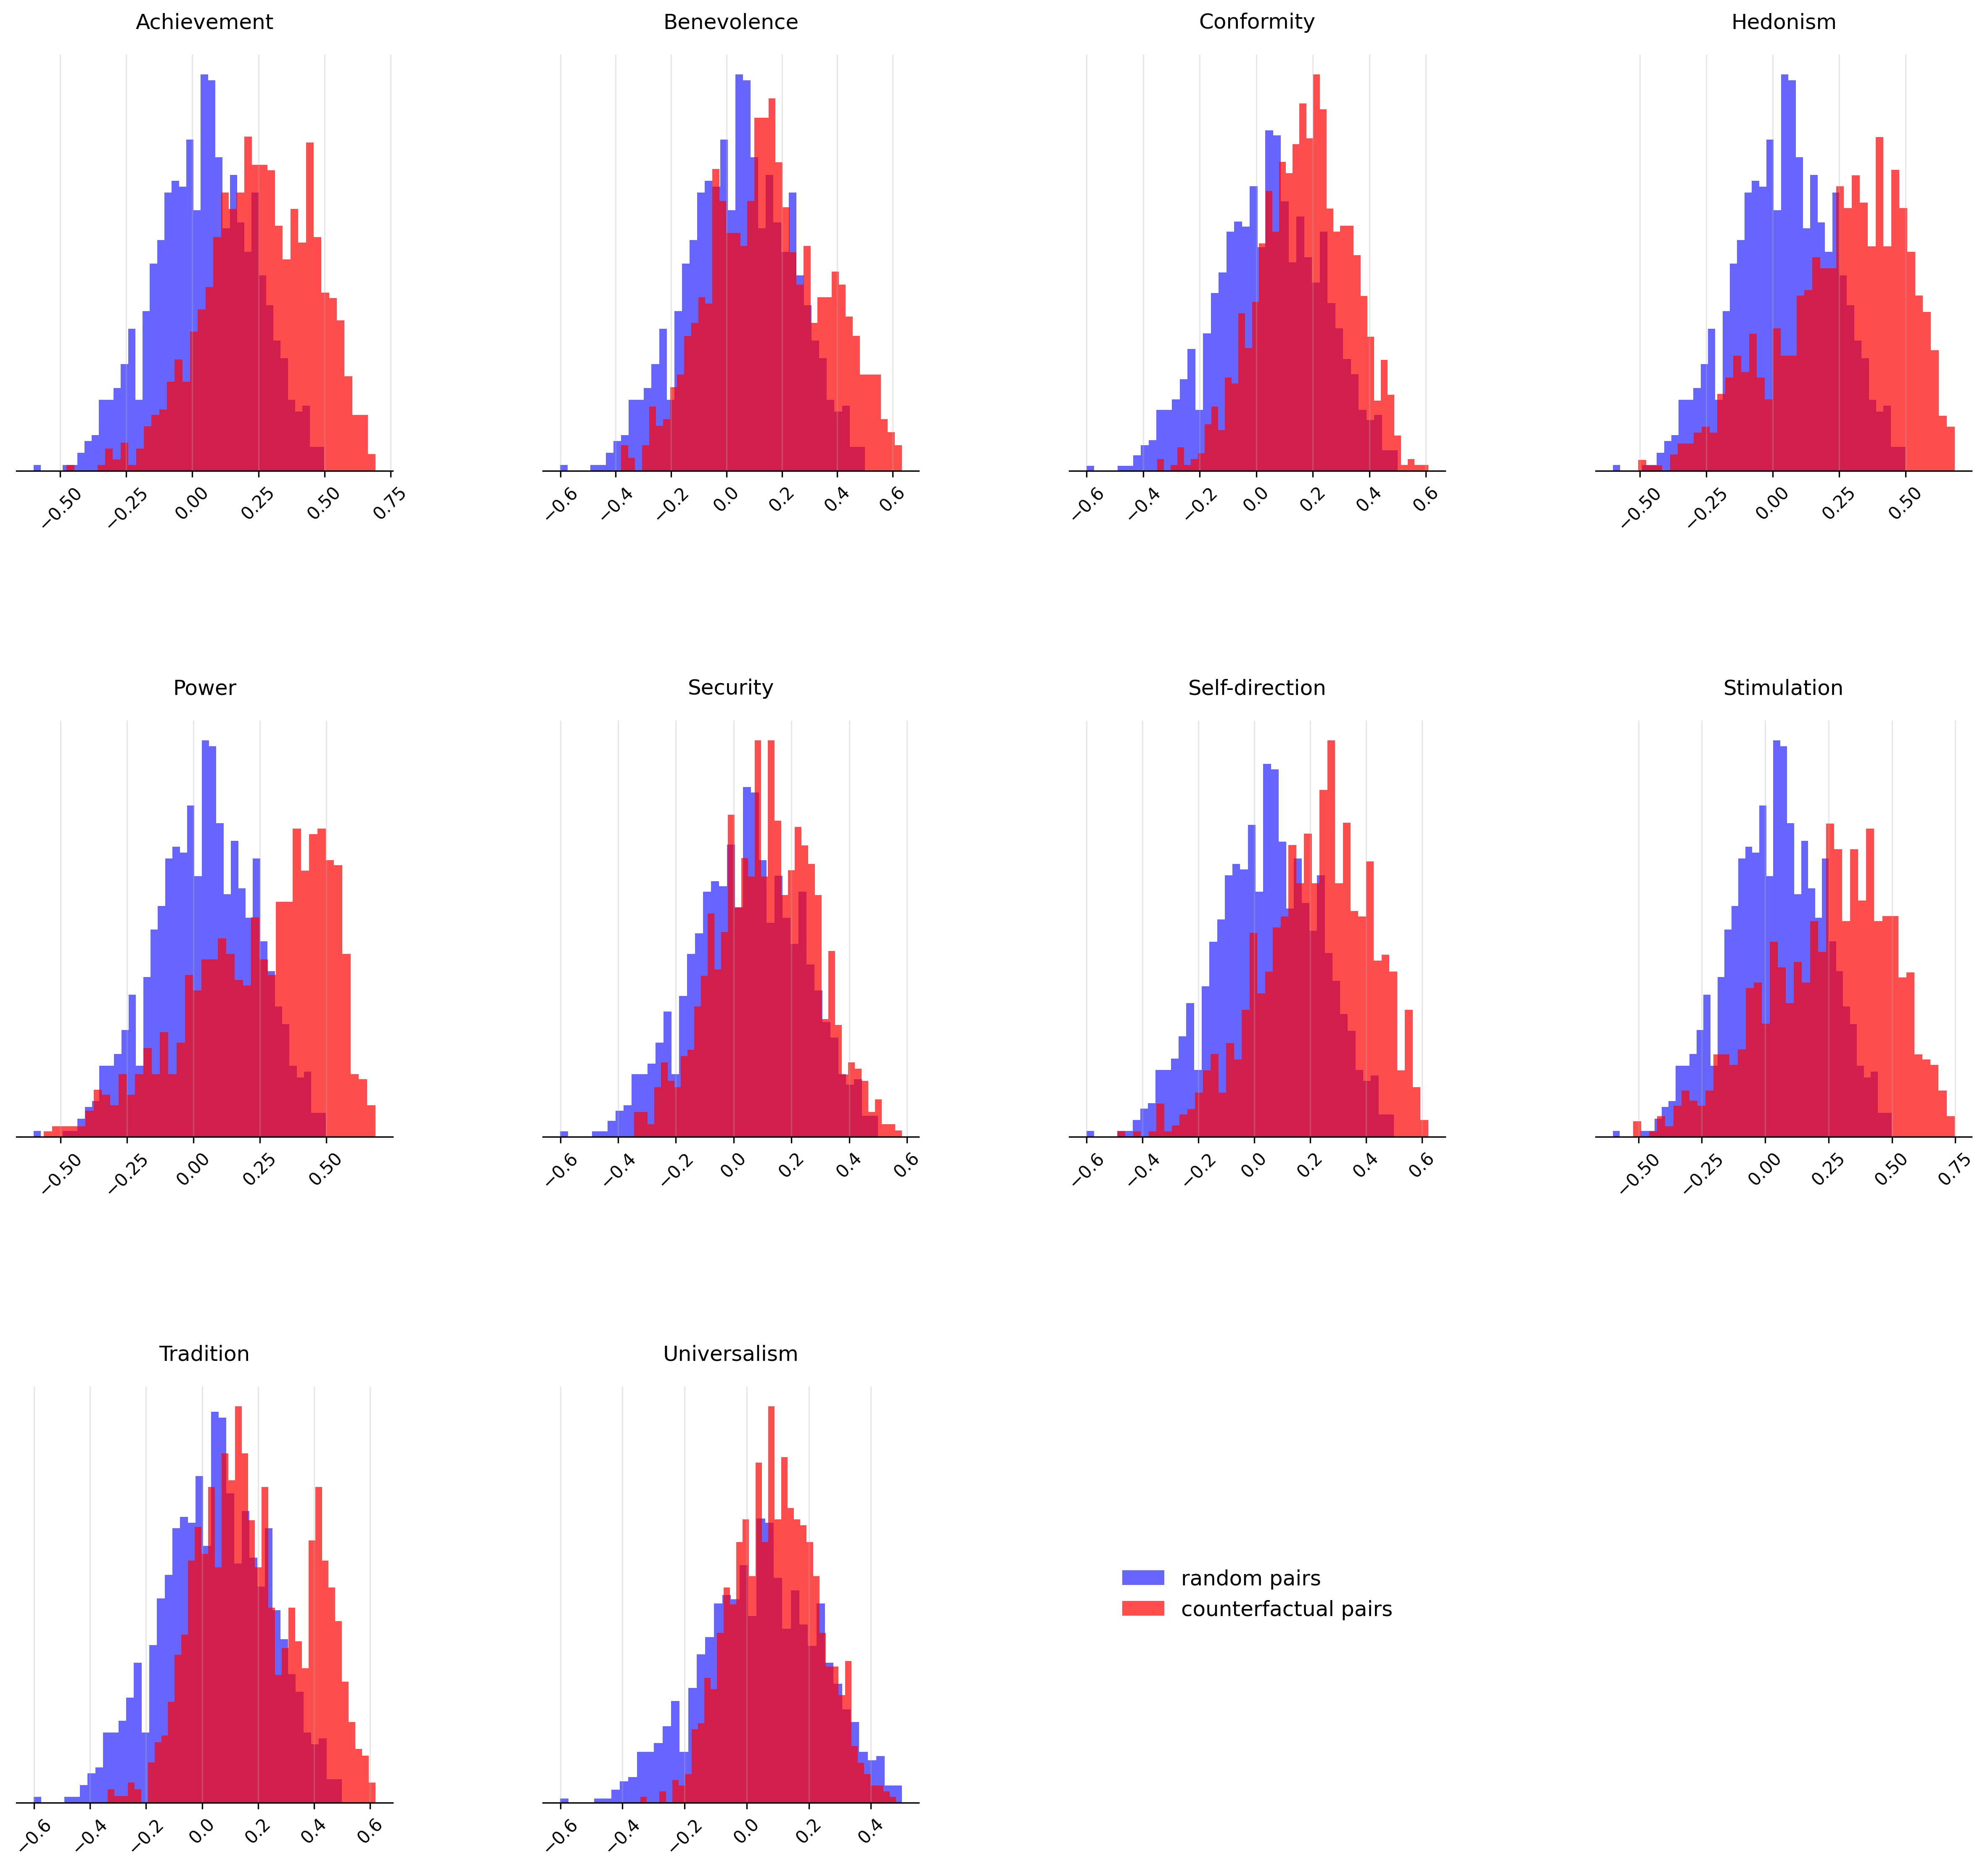 Achievement Benevolence Conformity Hedonism
−0.50 −0.25 0.00 0.25 0.50 0.75 −0.6 −0.4 −0.2 0.0 0.2 0.4 0.6 −0.6 −0.4 −0.2 0.0 0.2 0.4 0.6 −0.50 −0.25 0.00 0.25 0.50
Power Security Self-direction Stimulation
−0.50 −0.25 0.00 0.25 0.50 −0.6 −0.4 −0.2 0.0 0.2 0.4 0.6 −0.6 −0.4 −0.2 0.0 0.2 0.4 0.6 −0.50 −0.25 0.00 0.25 0.50 0.75
Tradition Universalism
random pairs
counterfactual pairs
−0.6 −0.4 −0.2 0.0 0.2 0.4 0.6 −0.6 −0.4 −0.2 0.0 0.2 0.4